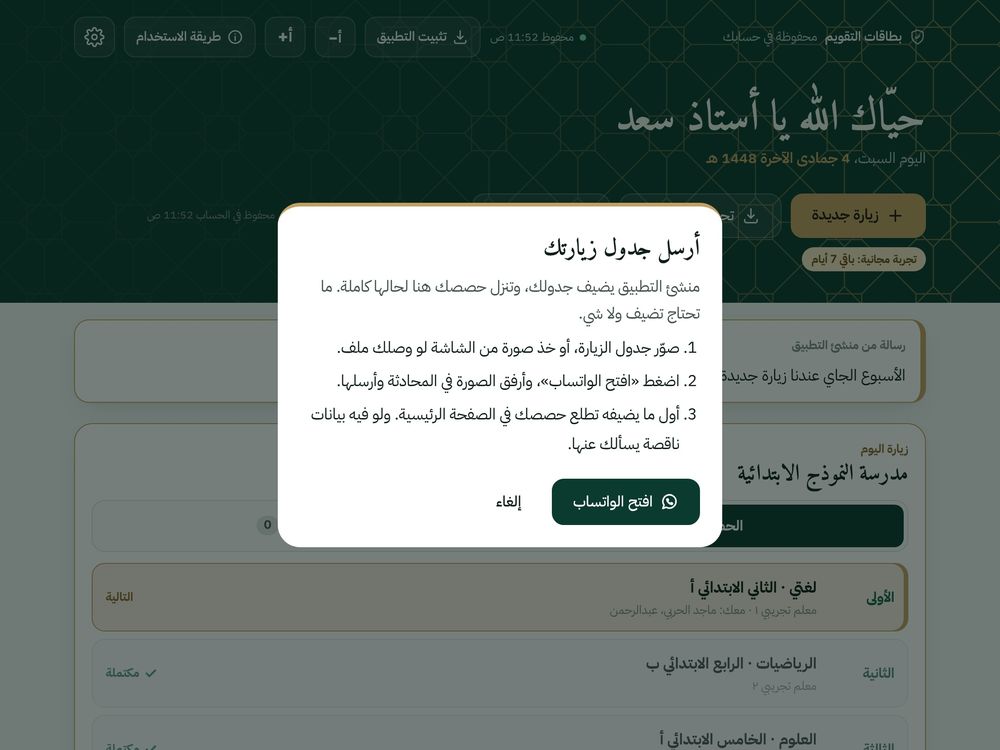 بطاقات التقويم محفوظة في حسابك
محفوظ 11:52 ص
تثبيت التطبيق
أ−
أ+
طريقة الاستخدام
حيّاك الله يا أستاذ سعد
اليوم السبت، 4 جمادى الآخرة 1448 هـ
زيارة جديدة
تح
محفوظ في الحساب 11:52 ص
تجربة مجانية: باقي 7 أيام
رسالة من منشئ التطبيق
الأسبوع الجاي عندنا زيارة جديدة
أرسل جدول زيارتك
منشئ التطبيق يضيف جدولك، وتنزل حصصك هنا لحالها كاملة. ما
تحتاج تضيف ولا شي.
1. صوّر جدول الزيارة، أو خذ صورة من الشاشة لو وصلك ملف.
2. اضغط «افتح الواتساب»، وأرفق الصورة في المحادثة وأرسلها.
3. أول ما يضيفه تطلع حصصك في الصفحة الرئيسية. ولو فيه بيانات
ناقصة يسألك عنها.
افتح الواتساب
إلغاء
زيارة اليوم
مدرسة النموذج الابتدائية
الحص
0
الأولى
لغتي · الثاني الابتدائي أ
معلم تجريبي ١ · معك: ماجد الحربي، عبدالرحمن
التالية
الثانية
الرياضيات · الرابع الابتدائي ب
معلم تجريبي ٢
مكتملة
الثالثة
العلوم · الخامس الابتدائي أ
مكتملة